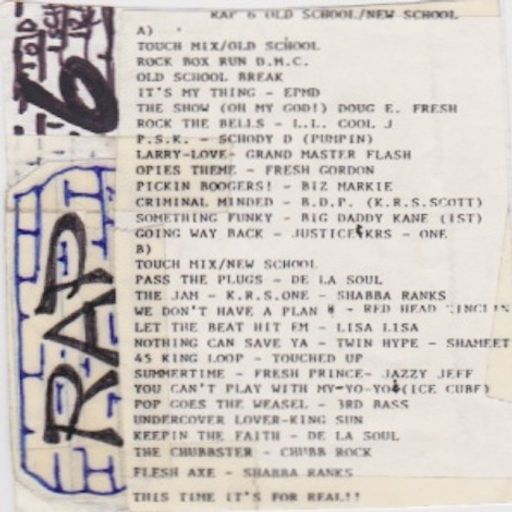 RAP 6 OLD SCHOOL/NEW SCHOOL
A)
TOUCH MIX/OLD SCHOOL
ROCK BOX RUN D.M.C.
OLD SCHOOL BREAK
IT'S MY THING - EPMD
THE SHOW (OH MY GOD!) DOUG E. FRESH
ROCK THE BELLS - L.L. COOL J
P.S.K. - SCHODY D (PUMPIN)
LARRY-LOVE- GRAND MASTER FLASH
OPIES THEME - FRESH GORDON
PICKIN BOOGERS! - BIZ MARKIE
CRIMINAL MINDED - B.D.P. (K.R.S.SCOTT)
SOMETHING FUNKY - BIG DADDY KANE (1ST)
GOING WAY BACK - JUSTICE KRS - ONE
B)
TOUCH MIX/NEW SCHOOL
PASS THE PLUGS - DE LA SOUL
THE JAM - K.R.S.ONE - SHABBA RANKS
WE DON'T HAVE A PLAN B - RED HEAD
LET THE BEAT HIT EM - LISA LISA
NOTHING CAN SAVE YA - TWIN HYPE - SHAMEET
45 KING LOOP - TOUCHED UP
SUMMERTIME - FRESH PRINCE- JAZZY JEFF
YOU CAN'T PLAY WITH MY-YO-YO (ICE CUBE)
POP GOES THE WEASEL - 3RD BASS
UNDERCOVER LOVER-KING SUN
KEEPIN THE FAITH - DE LA SOUL
THE CHUBBSTER - CHUBB ROCK
FLESH AXE - SHABBA RANKS
THIS TIME IT'S FOR REAL!!
RAP 6